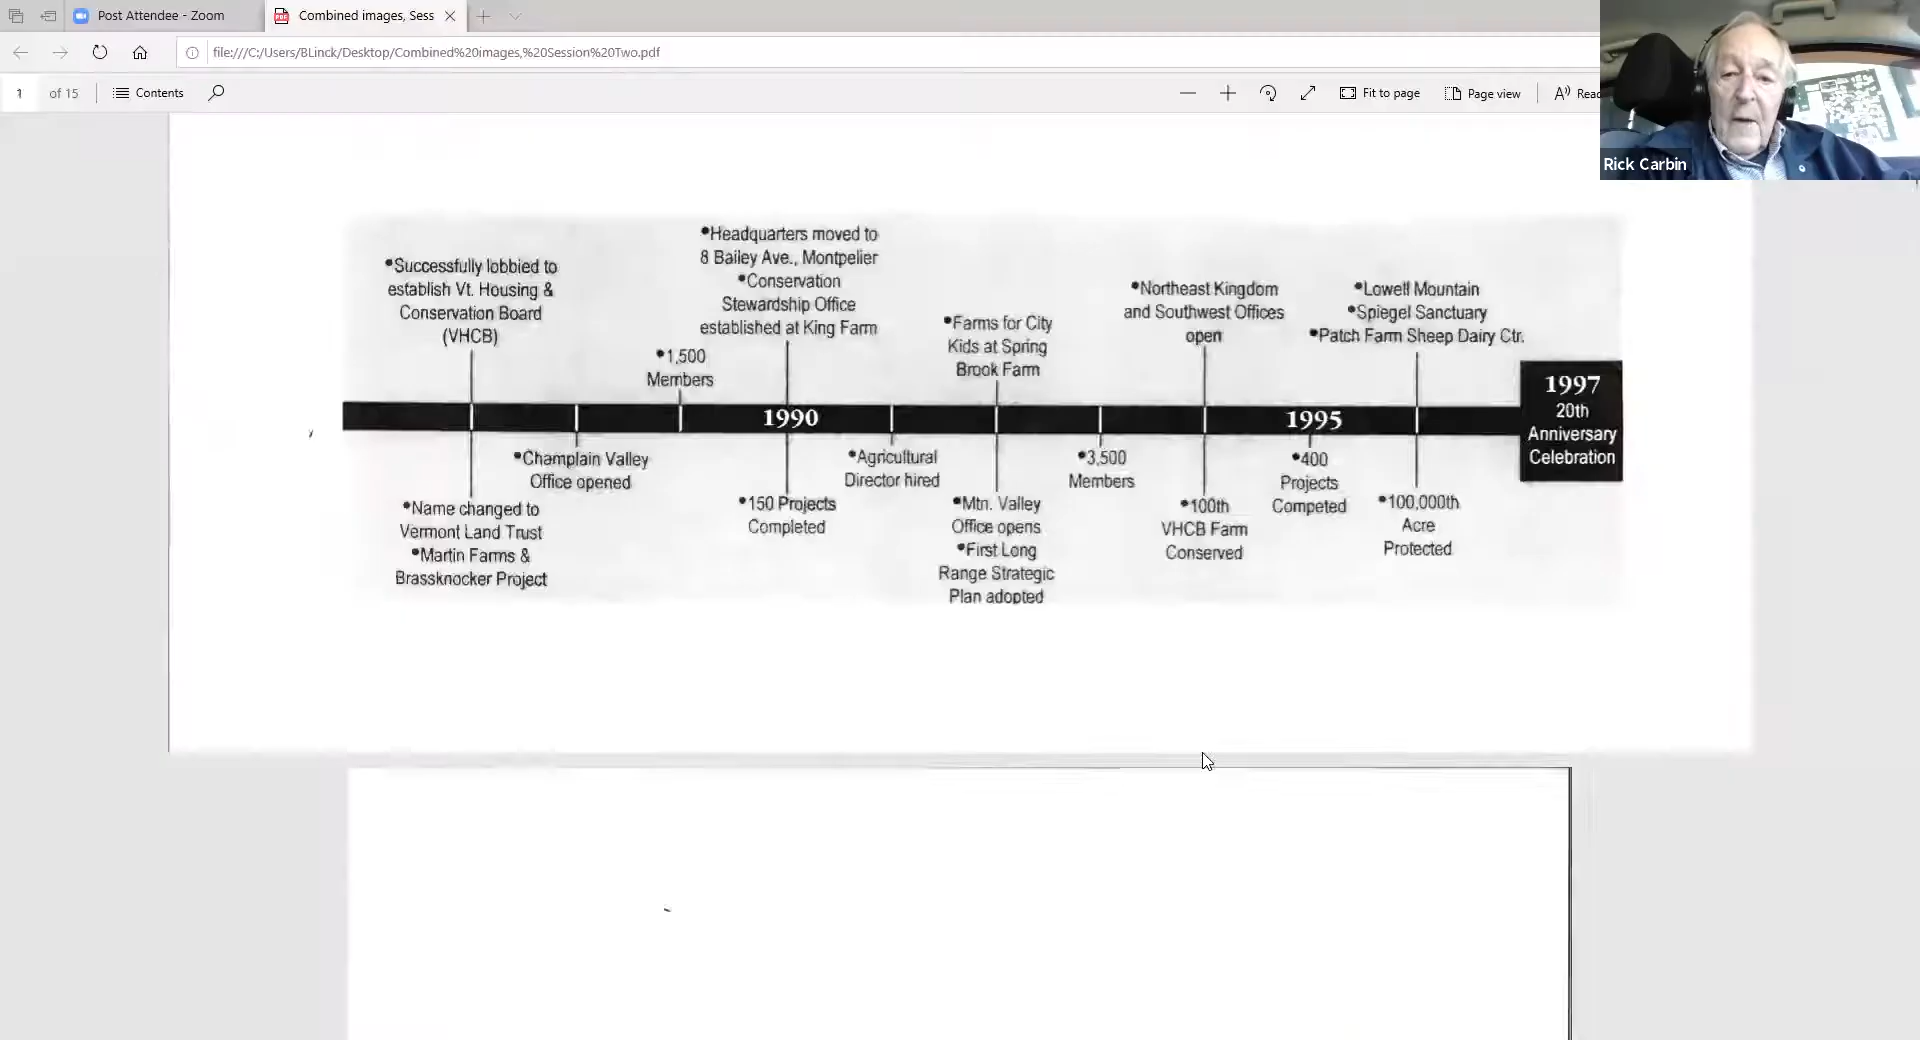 Post Attendee - Zoom
Combined images, Sess
file:///C:/Users/BLinck/Desktop/Combined%20images,%20Session%20Two.pdf
1 of 15
Contents
Fit to page
Page view
Read
Rick Carbin
•Successfully lobbied to
establish Vt. Housing &
Conservation Board
(VHCB)
•1,500
Members
•Headquarters moved to
8 Bailey Ave., Montpelier
•Conservation
Stewardship Office
established at King Farm
•Farms for City
Kids at Spring
Brook Farm
•Northeast Kingdom
and Southwest Offices
open
•Lowell Mountain
•Spiegel Sanctuary
•Patch Farm Sheep Dairy Ctr.
1990
1995
1997
20th
Anniversary
Celebration
•Name changed to
Vermont Land Trust
•Martin Farms &
Brassknocker Project
•Champlain Valley
Office opened
•150 Projects
Completed
•Agricultural
Director hired
•Mtn. Valley
Office opens
•First Long
Range Strategic
Plan adopted
•3,500
Members
•100th
VHCB Farm
Conserved
•400
Projects
Competed
•100,000th
Acre
Protected